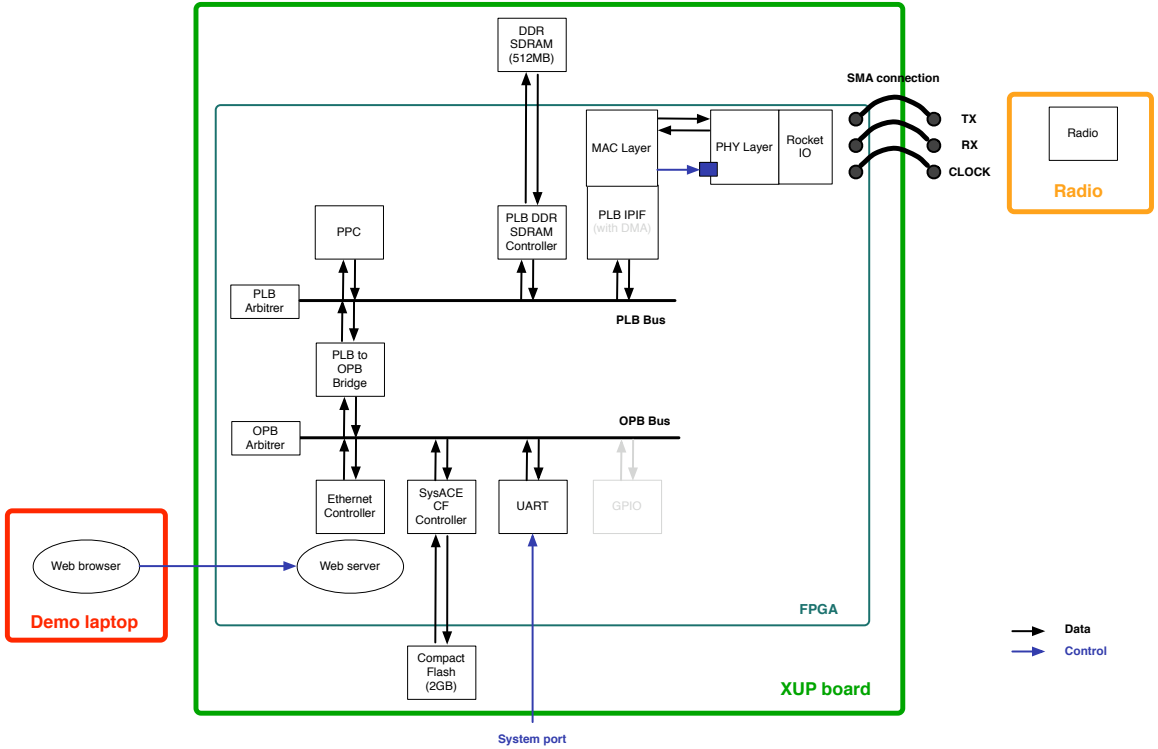 DDR
SDRAM
(512MB)
SMA connection
TX
RX
CLOCK
Radio
Radio
MAC Layer
PHY Layer
Rocket
IO
PLB IPIF
(with DMA)
PLB DDR
SDRAM
Controller
PPC
PLB
Arbitrer
PLB Bus
PLB to
OPB
Bridge
OPB
Arbitrer
OPB Bus
Ethernet
Controller
SysACE
CF
Controller
UART
GPIO
Web browser
Demo laptop
Web server
FPGA
Compact
Flash
(2GB)
XUP board
System port
Data
Control